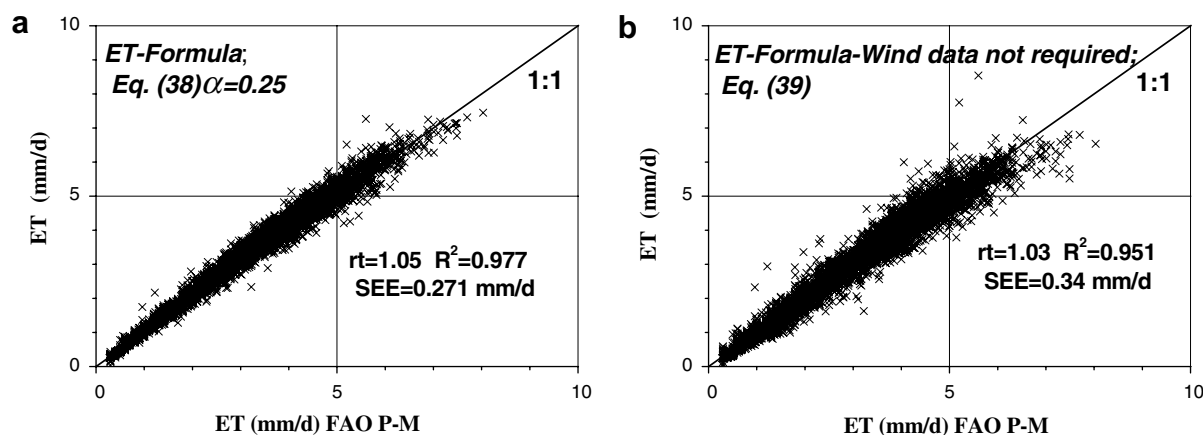 a
10
ET-Formula;
Eq. (38)α=0.25
1:1
ET (mm/d)
5
rt=1.05 R²=0.977
SEE=0.271 mm/d
0
0
5
10
ET (mm/d) FAO P-M
b
10
ET-Formula-Wind data not required;
Eq. (39)
1:1
ET (mm/d)
5
rt=1.03 R²=0.951
SEE=0.34 mm/d
0
0
5
10
ET (mm/d) FAO P-M